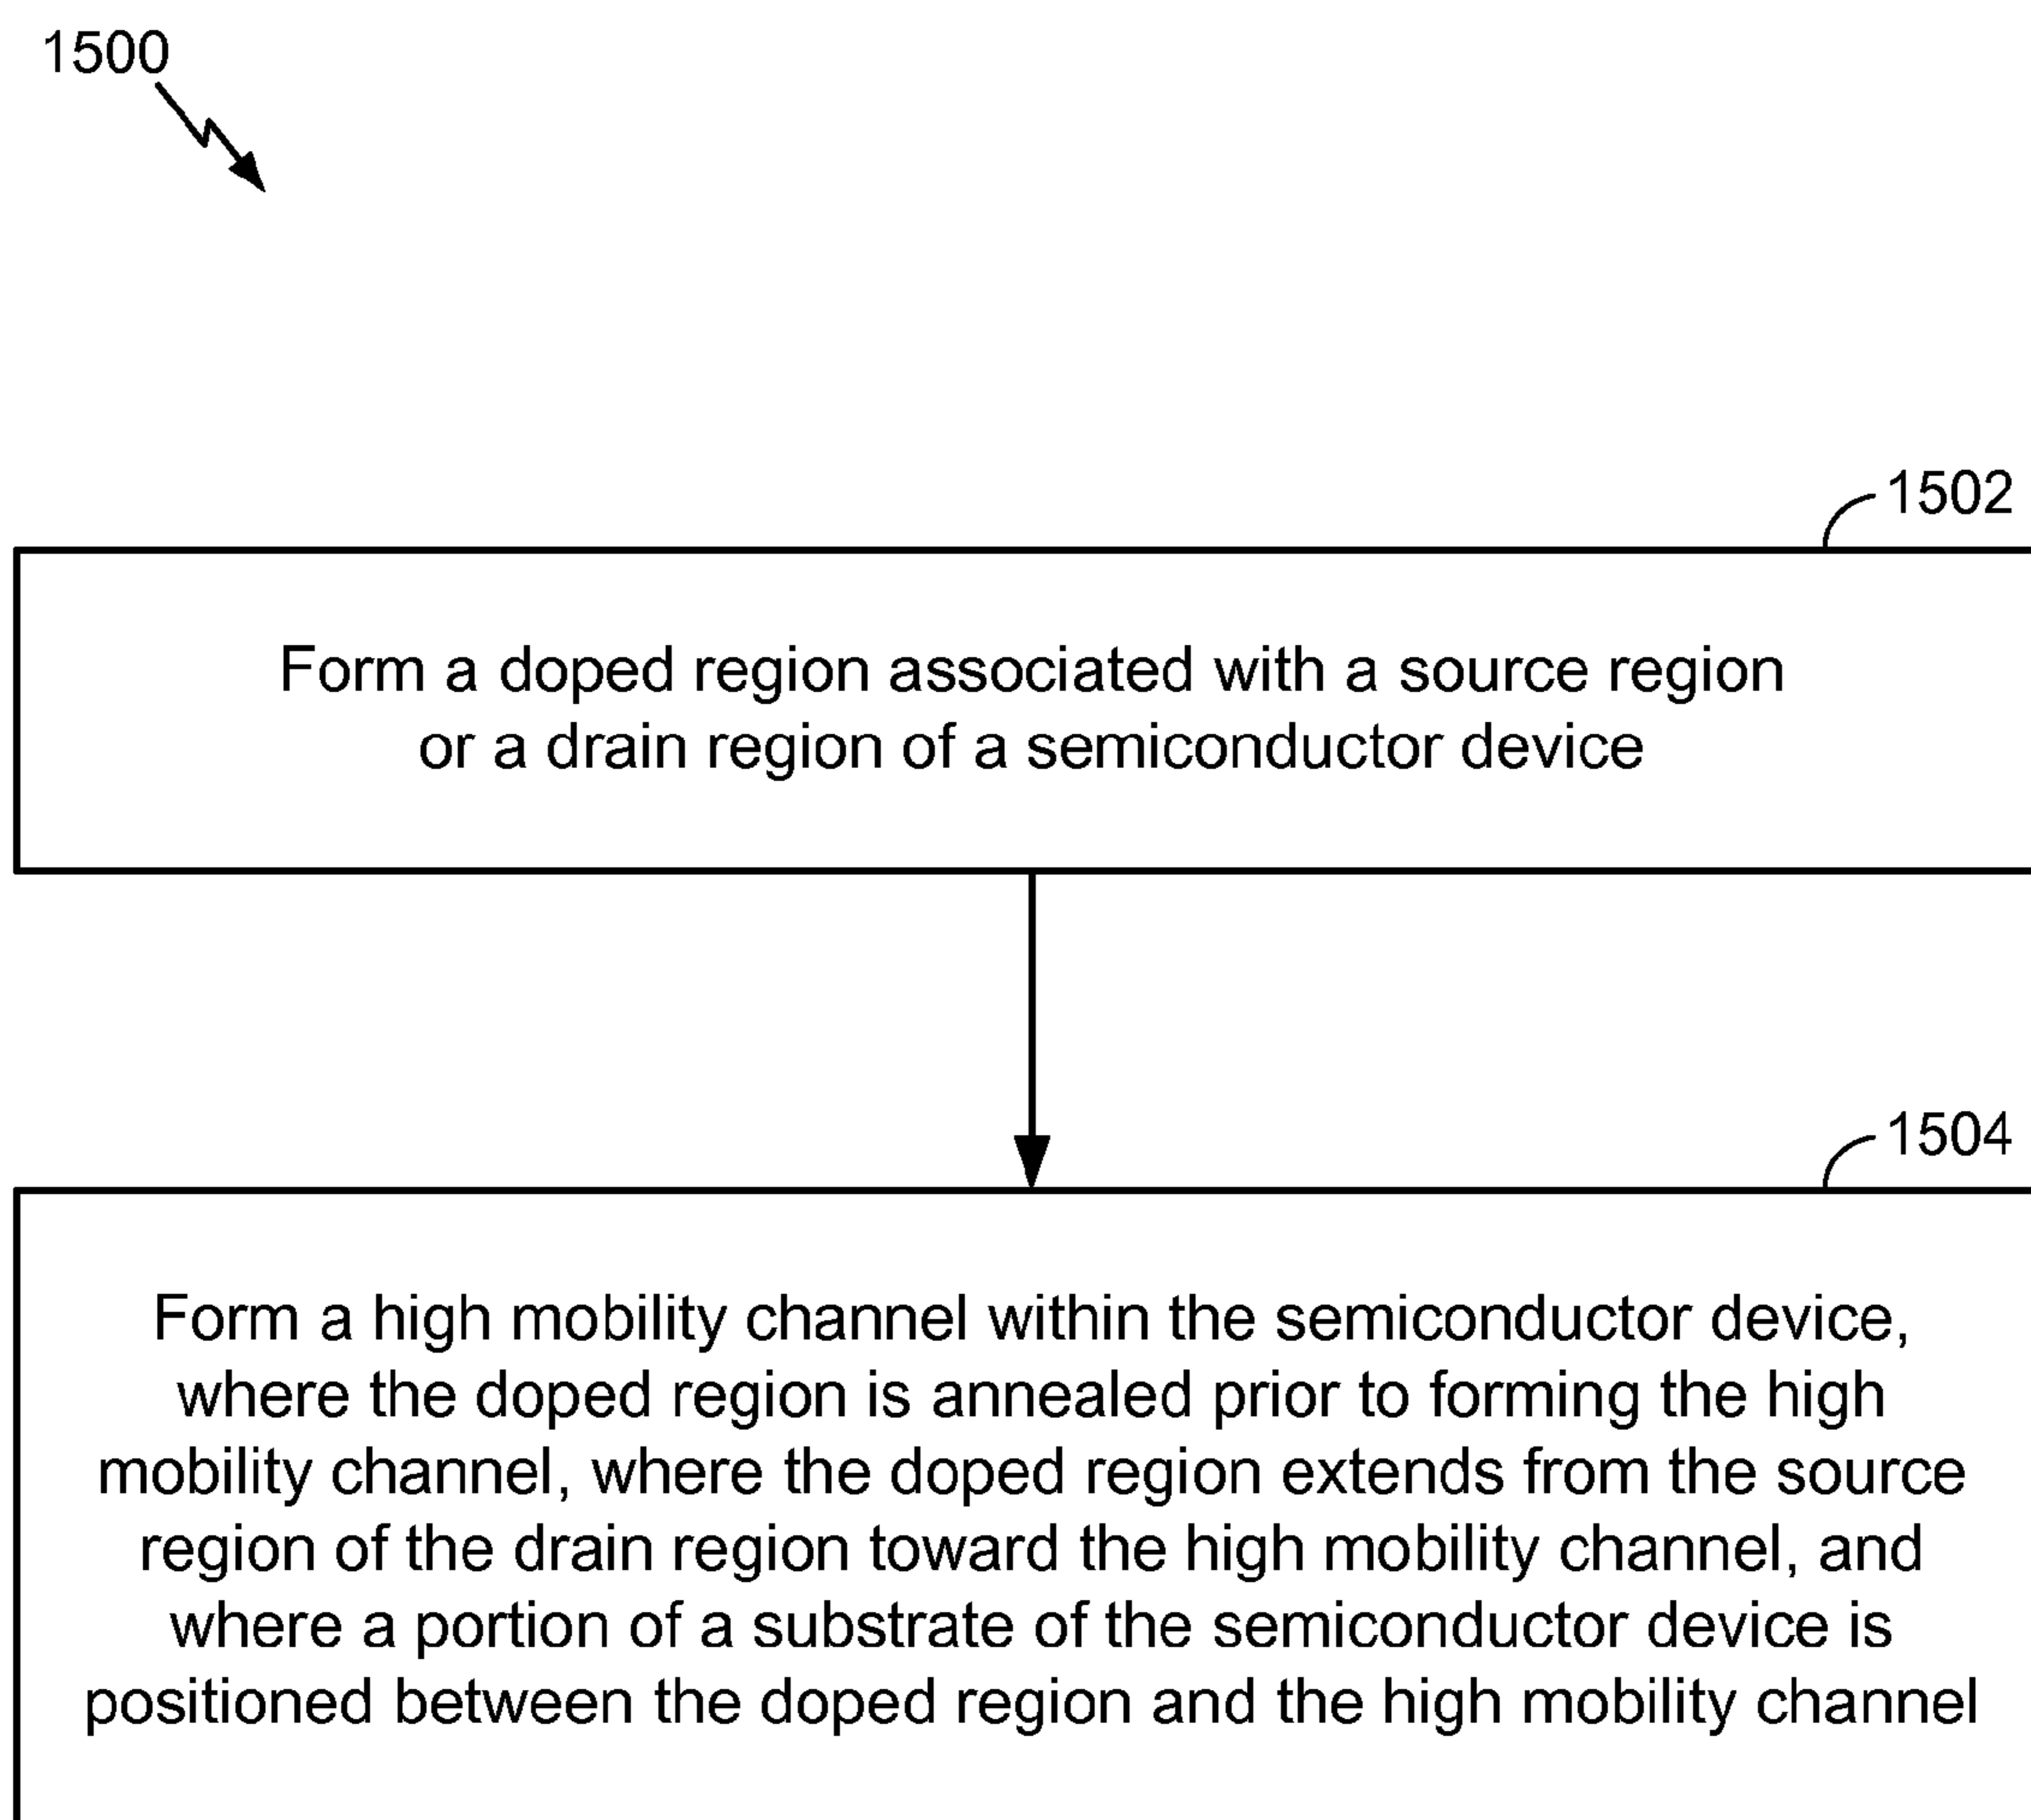 1500
1502
Form a doped region associated with a source region
or a drain region of a semiconductor device
1504
Form a high mobility channel within the semiconductor device,
where the doped region is annealed prior to forming the high
mobility channel, where the doped region extends from the source
region of the drain region toward the high mobility channel, and
where a portion of a substrate of the semiconductor device is
positioned between the doped region and the high mobility channel